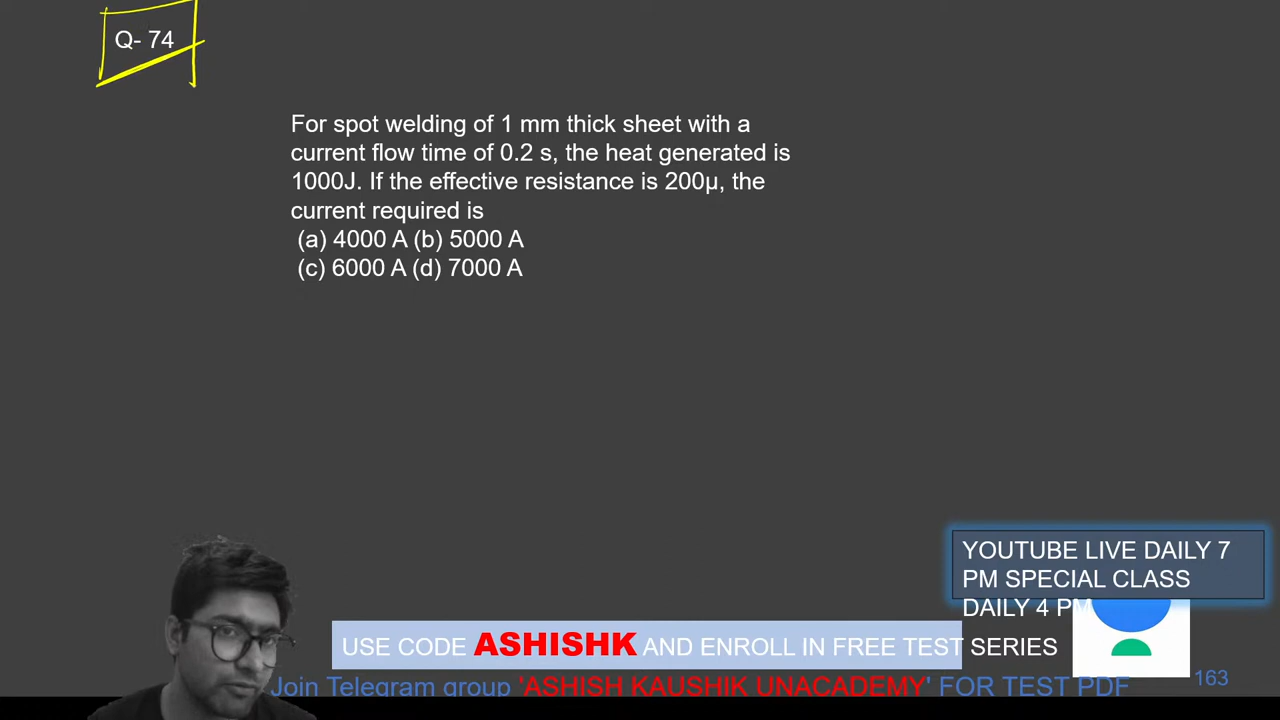 Q- 74
For spot welding of 1 mm thick sheet with a
current flow time of 0.2 s, the heat generated is
1000J. If the effective resistance is 200µ, the
current required is
(a) 4000 A (b) 5000 A
(c) 6000 A (d) 7000 A
YOUTUBE LIVE DAILY 7
PM SPECIAL CLASS
DAILY 4 PM
USE CODE ASHISHK AND ENROLL IN FREE TEST SERIES
Join Telegram group 'ASHISH KAUSHIK UNACADEMY' FOR TEST PDF
163